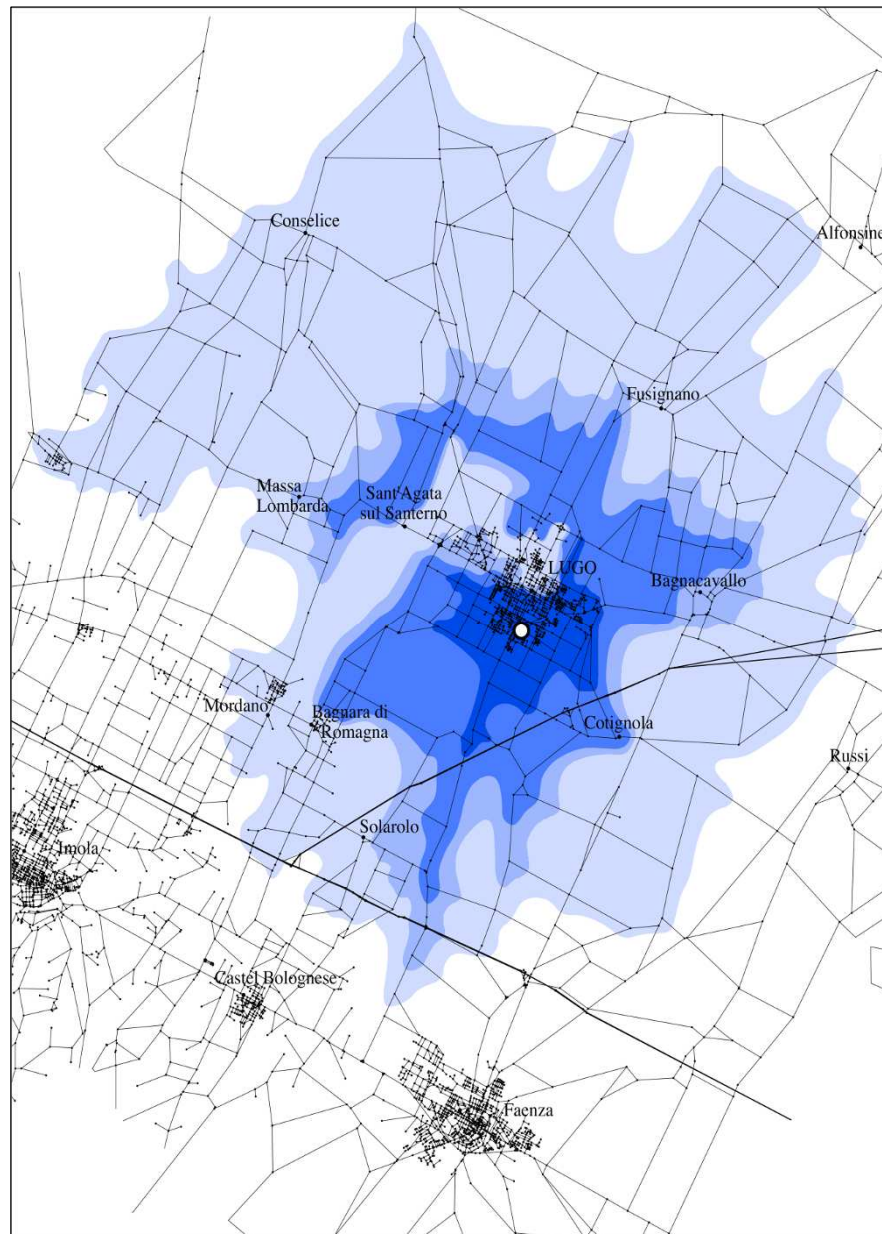 Conselice
Alfonsine
Fusignano
Massa
Lombarda
Sant'Agata
sul Santerno
LUGO
Bagnacavallo
Mordano
Bagnara di
Romagna
Cotignola
Russi
Solarolo
Imola
Castel Bolognese
Faenza